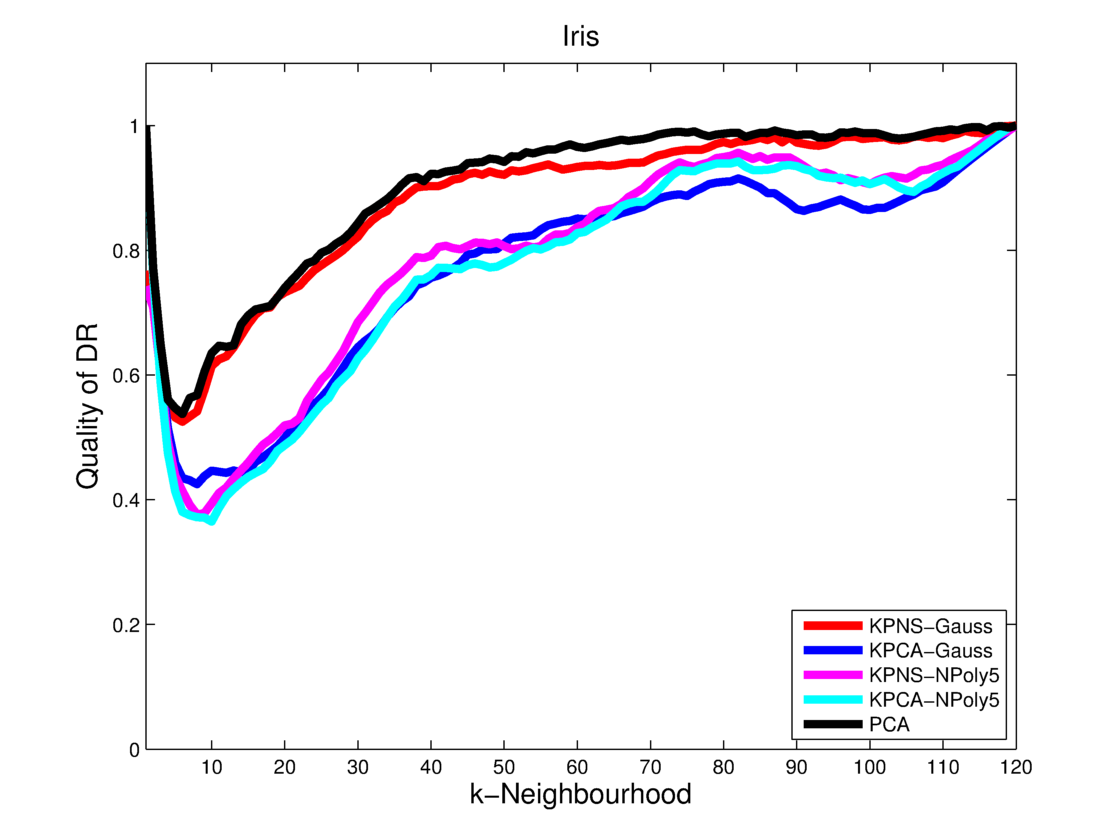 Iris
Quality of DR
1
0.8
0.6
0.4
0.2
0
10 20 30 40 50 60 70 80 90 100 110 120
k−Neighbourhood
KPNS−Gauss
KPCA−Gauss
KPNS−NPoly5
KPCA−NPoly5
PCA